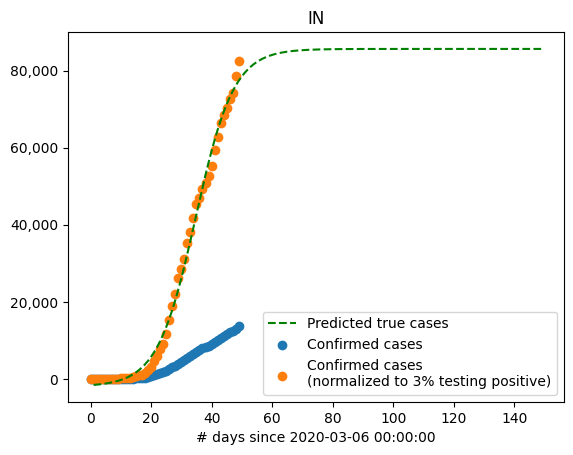 IN
80,000
60,000
40,000
20,000
0
0 20 40 60 80 100 120 140
# days since 2020-03-06 00:00:00
Predicted true cases
Confirmed cases
Confirmed cases
(normalized to 3% testing positive)